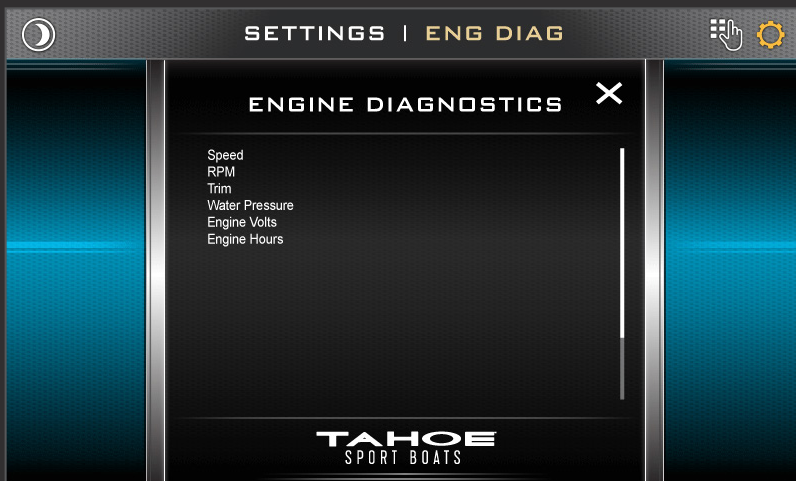 SETTINGS | ENG DIAG
ENGINE DIAGNOSTICS
Speed
RPM
Trim
Water Pressure
Engine Volts
Engine Hours
TAHOE
SPORT BOATS